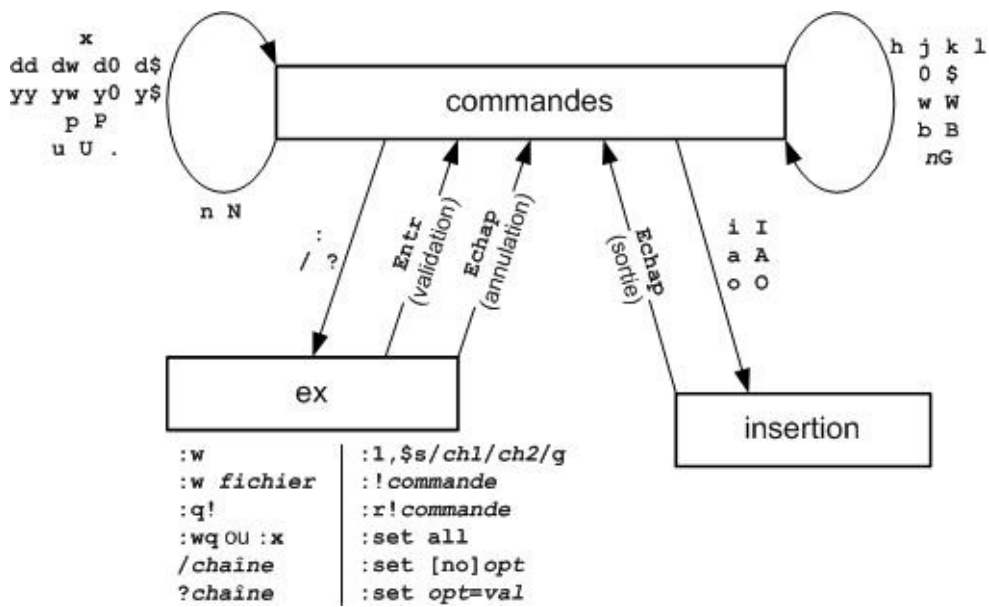 x
dd dw d0 d$
yy yw y0 y$
p P
u U .
n N
commandes
h j k l
0 $
w W
b B
nG
:
/ ?
Entr
(validation)
Echap
(annulation)
Echap
(sortie)
i I
a A
o O
ex
insertion
:w
:w fichier
:q!
:wq ou :x
/chaîne
?chaîne
:1,$s/ch1/ch2/g
:!commande
:r!commande
:set all
:set [no]opt
:set opt=val